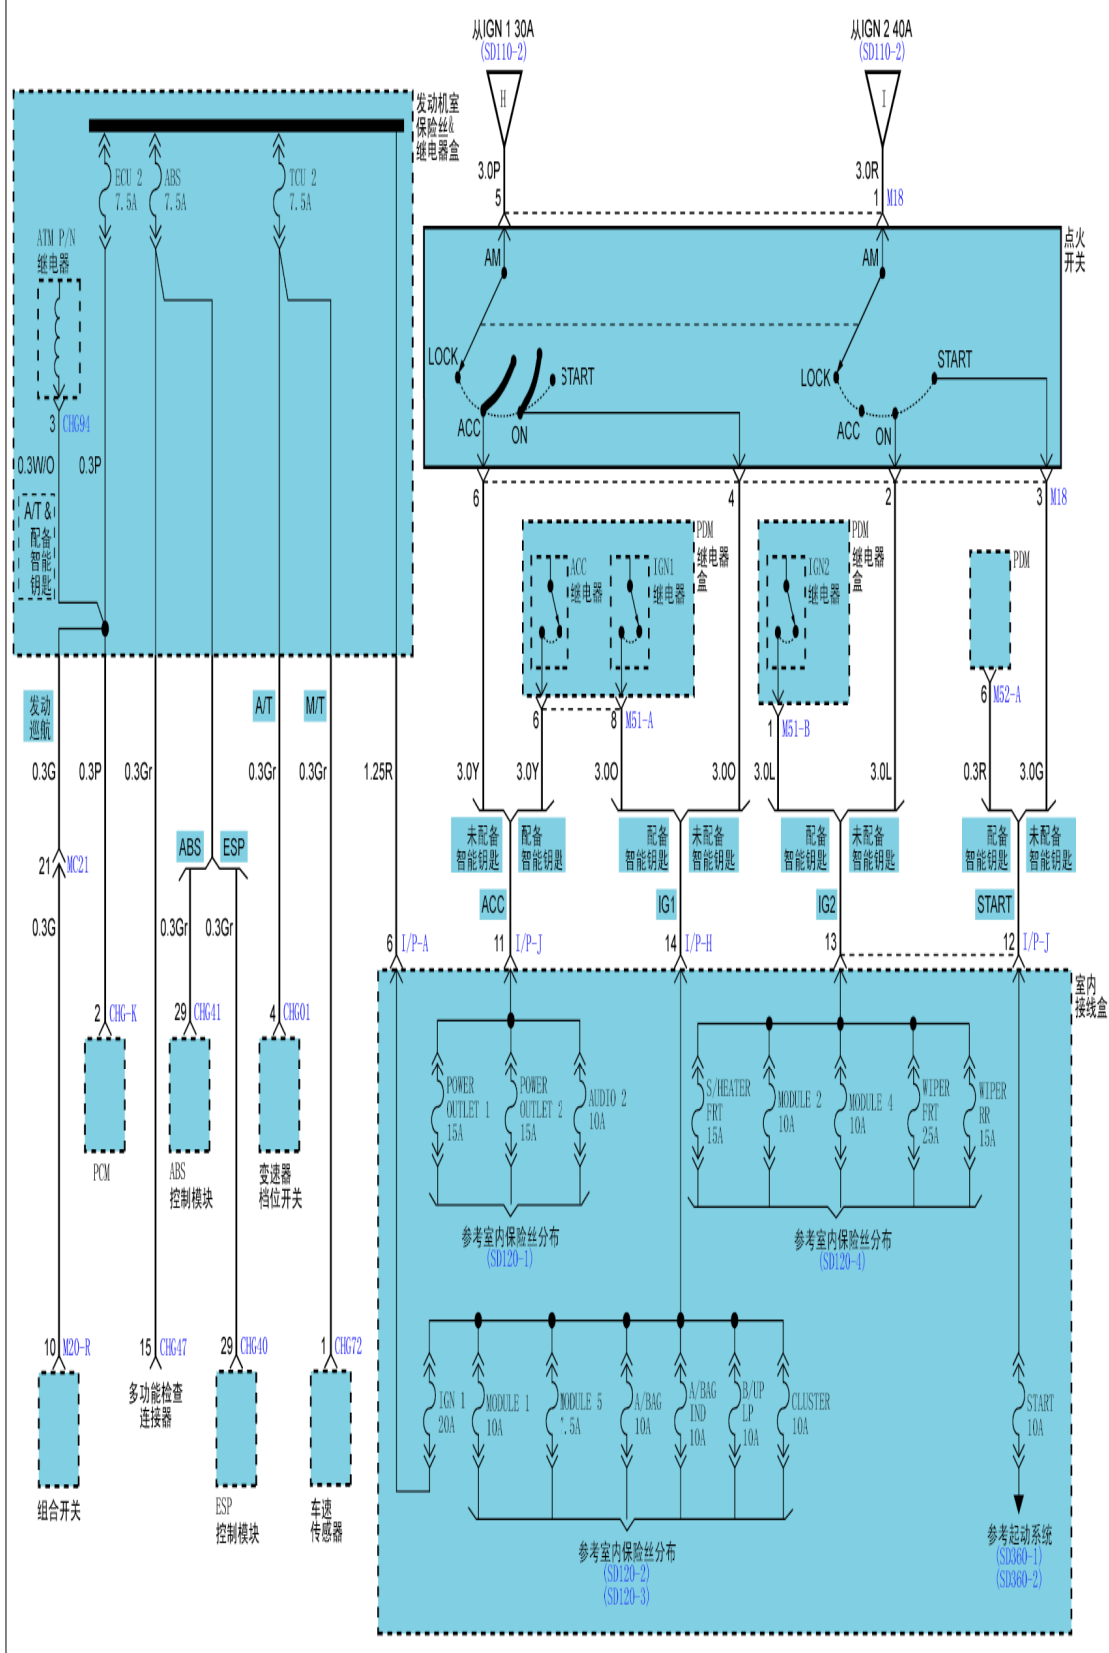 从IGN 1 30A
(SD110-2)
H
从IGN 2 40A
(SD110-2)
I
发动机室
保险丝&
继电器盒
ECU 2
7.5A
ABS
7.5A
TCU 2
7.5A
ATM P/N
继电器
3
CHG94
0.3W/O
0.3P
A/T &
配备
智能
钥匙
3.0P
5
3.0R
1
M18
点火
开关
AM
LOCK
ACC
ON
START
AM
LOCK
ACC
ON
START
6
4
2
3
M18
PDM
继电器
盒
ACC
继电器
IGN1
继电器
PDM
继电器
盒
IGN2
继电器
PDM
6
8
M51-A
1
M51-B
6
M52-A
发动
巡航
A/T
M/T
0.3G
0.3P
0.3Gr
0.3Gr
0.3Gr
1.25R
3.0Y
3.0Y
3.0O
3.0O
3.0L
3.0L
0.3R
3.0G
未配备
智能钥匙
配备
智能钥匙
配备
智能钥匙
未配备
智能钥匙
配备
智能钥匙
未配备
智能钥匙
配备
智能钥匙
未配备
智能钥匙
ABS
ESP
21
MC21
0.3G
0.3Gr
0.3Gr
ACC
IG1
IG2
START
6
I/P-A
11
I/P-J
14
I/P-H
13
12
I/P-J
室内
接线盒
2
CHG-K
29
CHG41
4
CHG01
PCM
ABS
控制模块
变速器
档位开关
POWER
OUTLET 1
15A
POWER
OUTLET 2
15A
AUDIO 2
10A
S/HEATER
FRT
15A
MODULE 2
10A
MODULE 4
10A
WIPER
FRT
25A
WIPER
RR
15A
参考室内保险丝分布
(SD120-1)
参考室内保险丝分布
(SD120-4)
10
M20-R
15
CHG47
29
CHG40
1
CHG72
多功能检查
连接器
组合开关
ESP
控制模块
车速
传感器
IGN 1
20A
MODULE 1
10A
MODULE 5
7.5A
A/BAG
10A
A/BAG
IND
10A
B/UP
LP
10A
CLUSTER
10A
START
10A
参考室内保险丝分布
(SD120-2)
(SD120-3)
参考起动系统
(SD360-1)
(SD360-2)